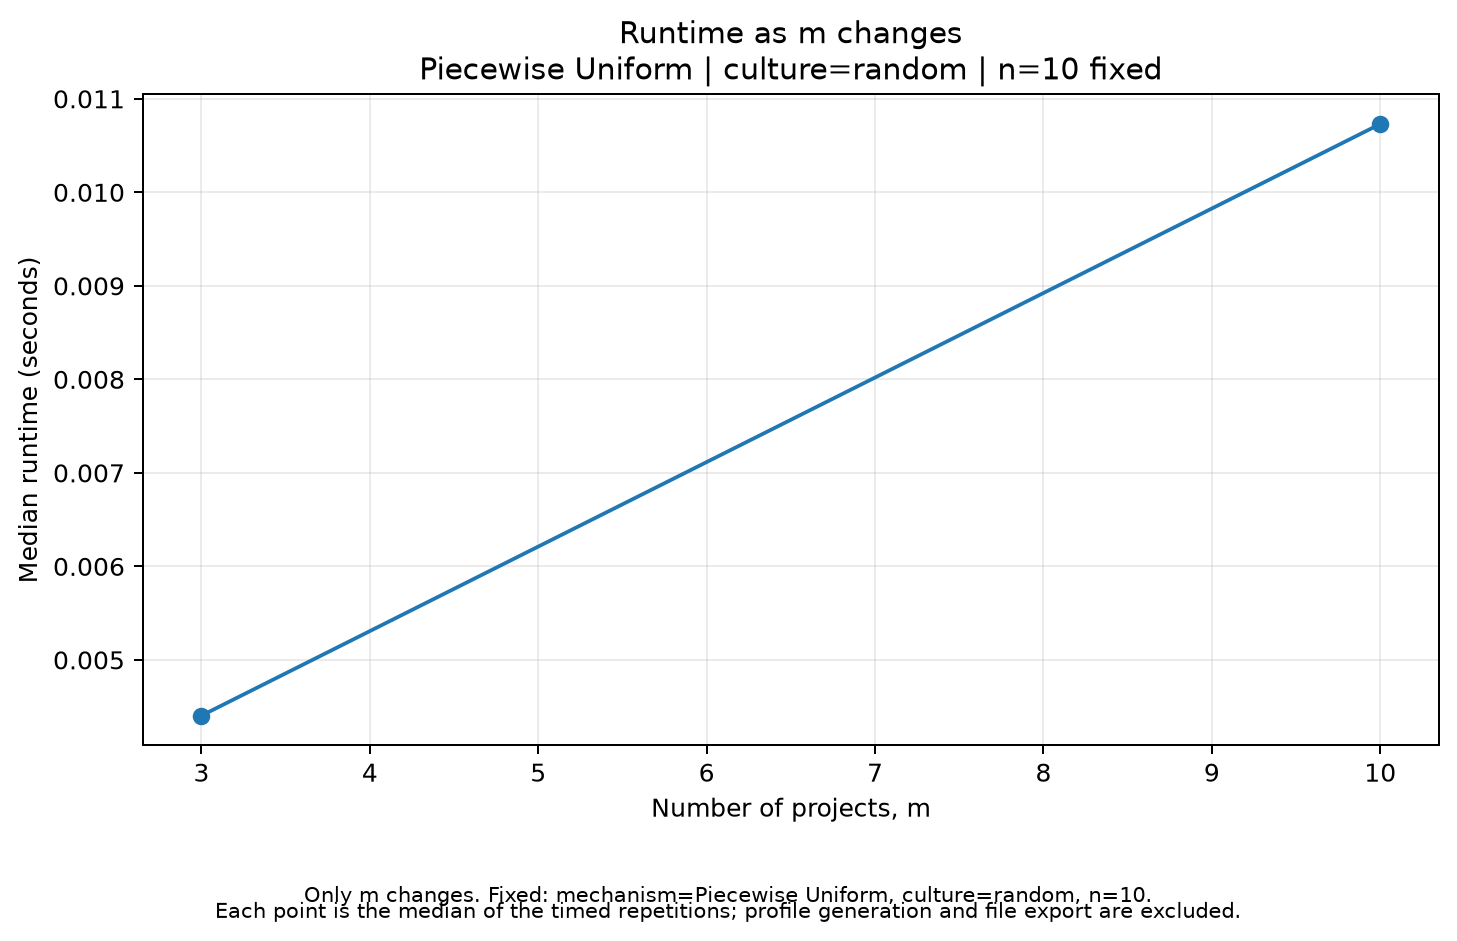 Runtime as m changes
Piecewise Uniform | culture=random | n=10 fixed
0.011
0.010
0.009
0.008
0.007
0.006
0.005
Median runtime (seconds)
3 4 5 6 7 8 9 10
Number of projects, m
Only m changes. Fixed: mechanism=Piecewise Uniform, culture=random, n=10.
Each point is the median of the timed repetitions; profile generation and file export are excluded.